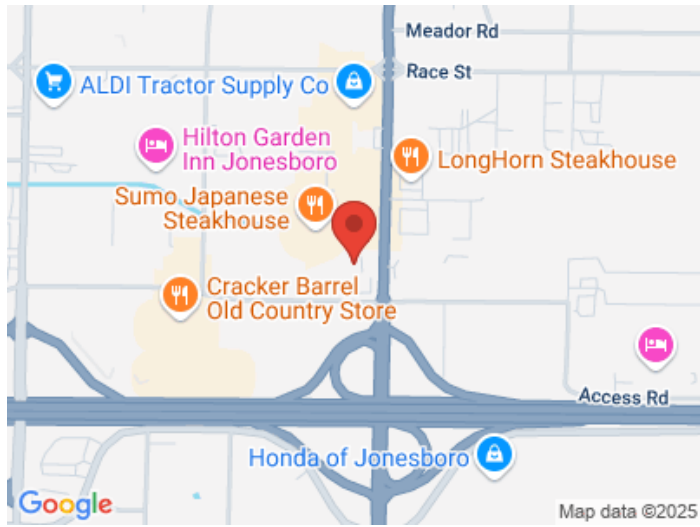 Meador Rd
Race St
ALDI
Tractor Supply Co
Hilton Garden
Inn Jonesboro
LongHorn Steakhouse
Sumo Japanese
Steakhouse
Cracker Barrel
Old Country Store
Access Rd
Honda of Jonesboro
Google
Map data ©2025